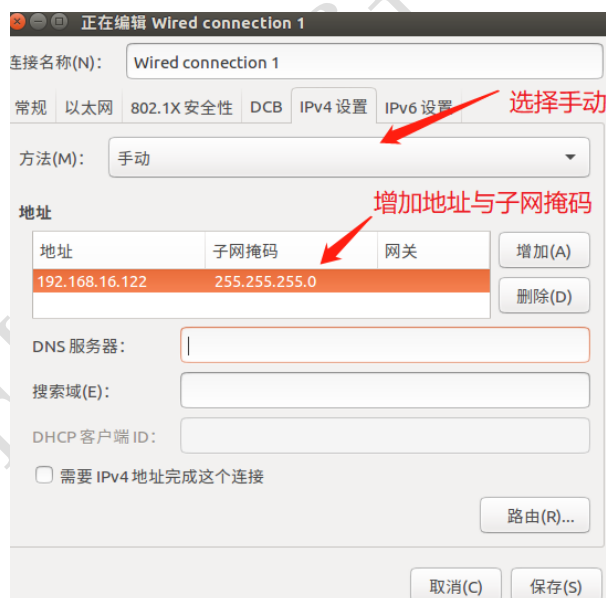 正在编辑 Wired connection 1
连接名称(N)： Wired connection 1
常规 以太网 802.1X 安全性 DCB IPv4 设置 IPv6 设置 选择手动
方法(M)： 手动
增加地址与子网掩码
地址
地址 子网掩码 网关 增加(A)
192.168.16.122 255.255.255.0
删除(D)
DNS 服务器：
搜索域(E)：
DHCP 客户端 ID：
需要 IPv4 地址完成这个连接
路由(R)...
取消(C) 保存(S)